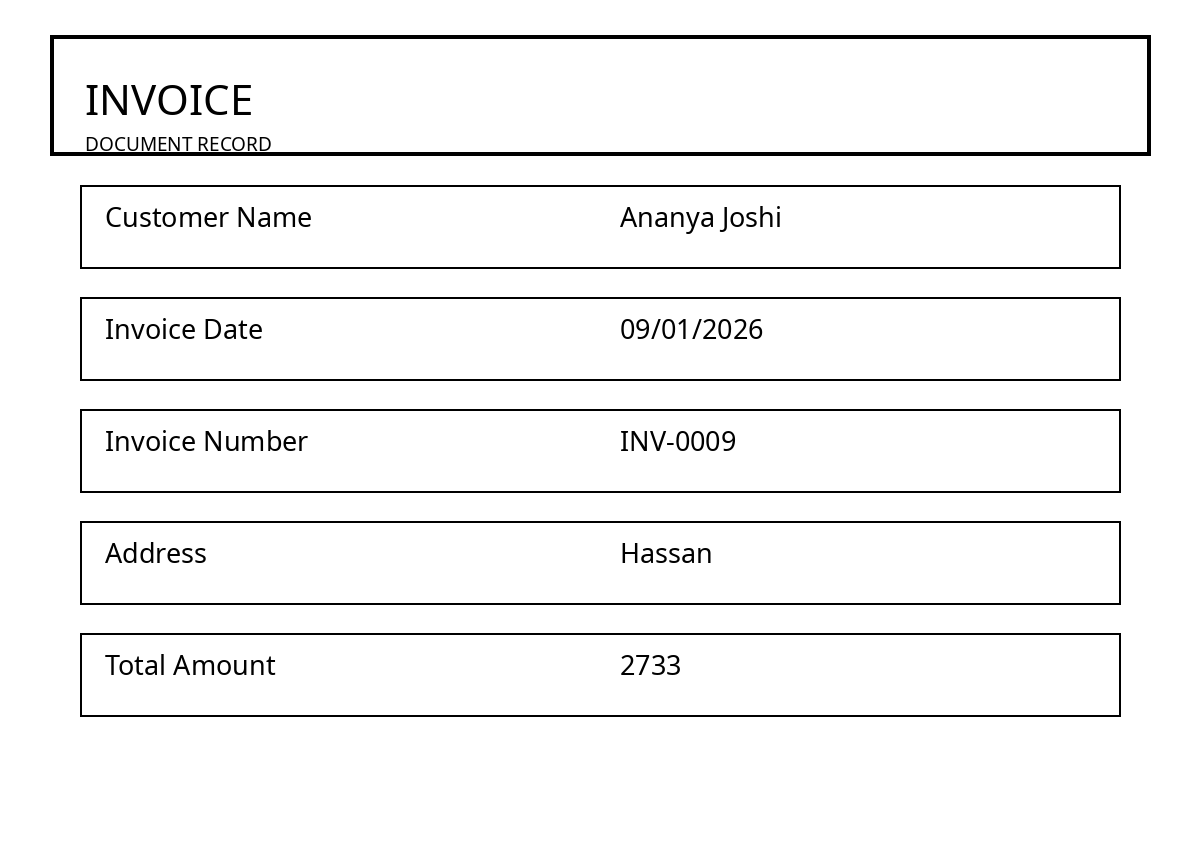 INVOICE
DOCUMENT RECORD
Customer Name Ananya Joshi
Invoice Date 09/01/2026
Invoice Number INV-0009
Address Hassan
Total Amount 2733